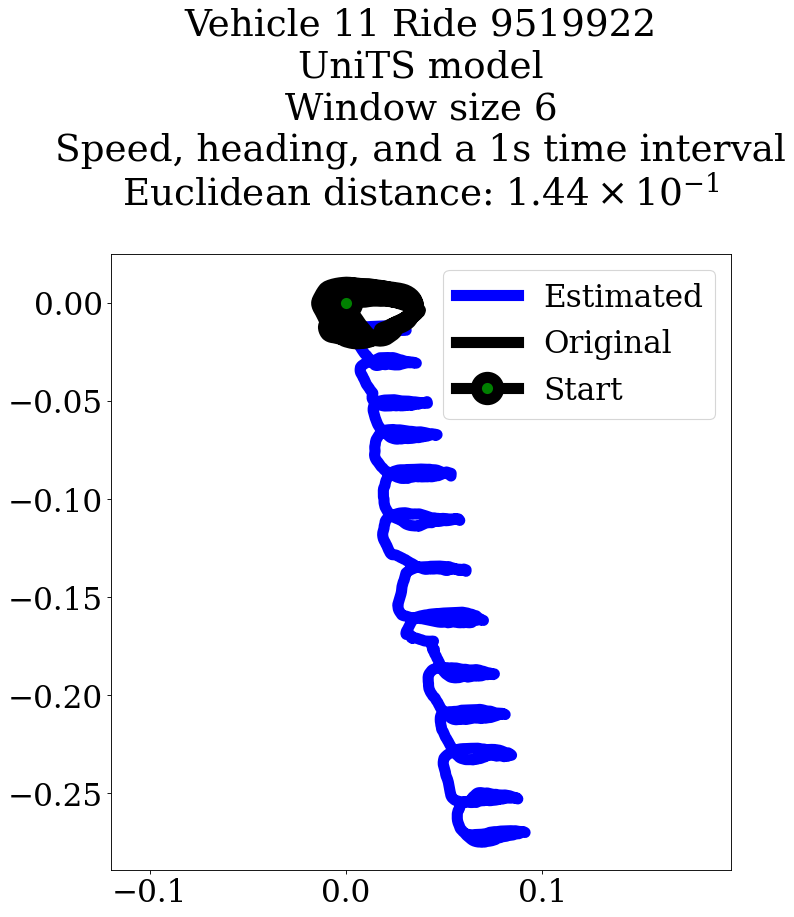 Vehicle 11 Ride 9519922
UniTS model
Window size 6
Speed, heading, and a 1s time interval
Euclidean distance: 1.44 × 10⁻¹
Estimated
Original
Start
0.00
−0.05
−0.10
−0.15
−0.20
−0.25
−0.1
0.0
0.1